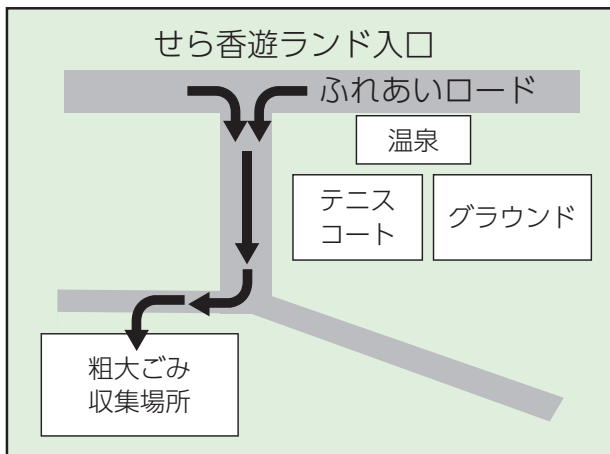 せら香遊ランド入口
ふれあいロード
温泉
テニス
コート
グラウンド
粗大ごみ
収集場所